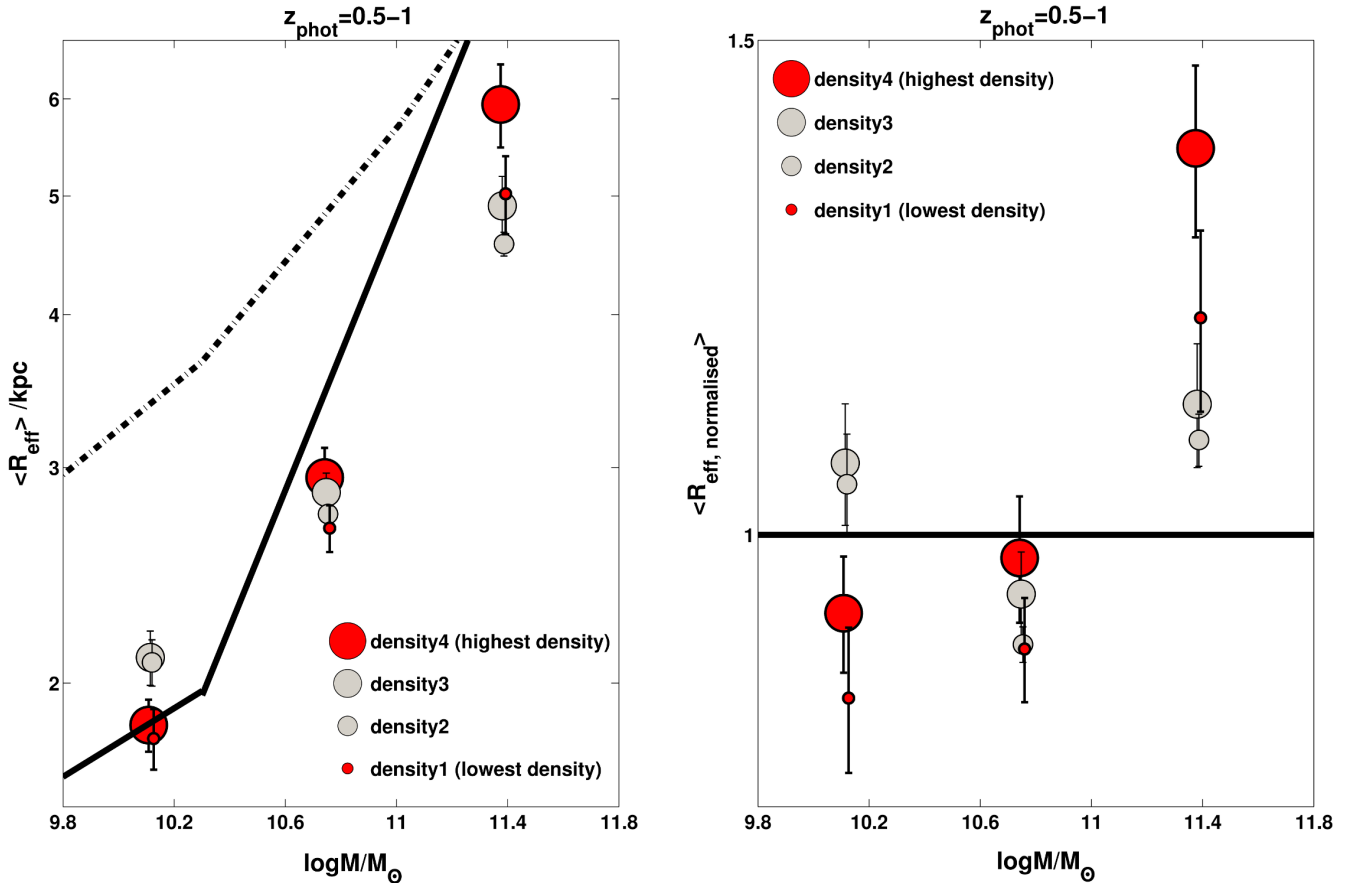 z_phot=0.5−1
6
5
4
3
2
<R_eff> /kpc
density4 (highest density)
density3
density2
density1 (lowest density)
9.8 10.2 10.6 11 11.4 11.8
logM/M_⊙
z_phot=0.5−1
1.5
1
<R_eff, normalised>
density4 (highest density)
density3
density2
density1 (lowest density)
9.8 10.2 10.6 11 11.4 11.8
logM/M_⊙